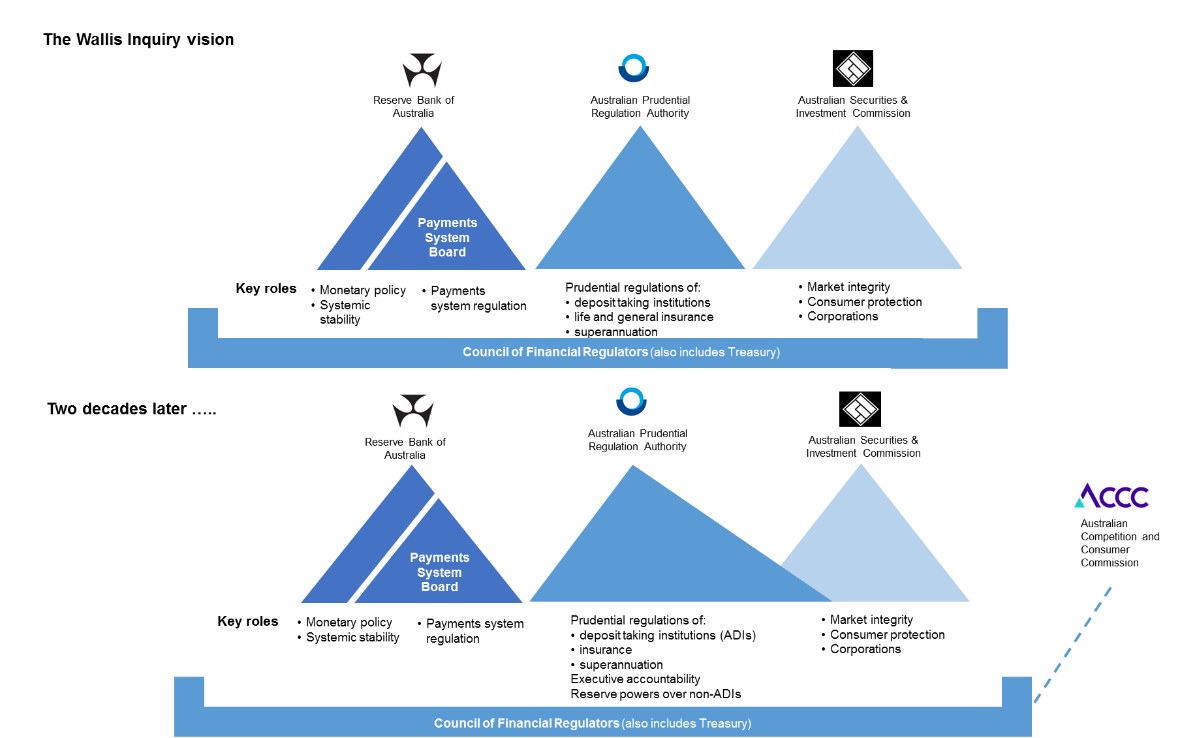 The Wallis Inquiry vision
Reserve Bank of
Australia
Australian Prudential
Regulation Authority
Australian Securities &
Investment Commission
Payments
System
Board
Key roles
• Monetary policy
• Systemic
stability
• Payments
system regulation
Prudential regulations of:
• deposit taking institutions
• life and general insurance
• superannuation
• Market integrity
• Consumer protection
• Corporations
Council of Financial Regulators (also includes Treasury)
Two decades later …..
Reserve Bank of
Australia
Australian Prudential
Regulation Authority
Australian Securities &
Investment Commission
ACCC
Australian
Competition and
Consumer
Commission
Payments
System
Board
Key roles
• Monetary policy
• Systemic stability
• Payments system
regulation
Prudential regulations of:
• deposit taking institutions (ADIs)
• insurance
• superannuation
Executive accountability
Reserve powers over non-ADIs
• Market integrity
• Consumer protection
• Corporations
Council of Financial Regulators (also includes Treasury)